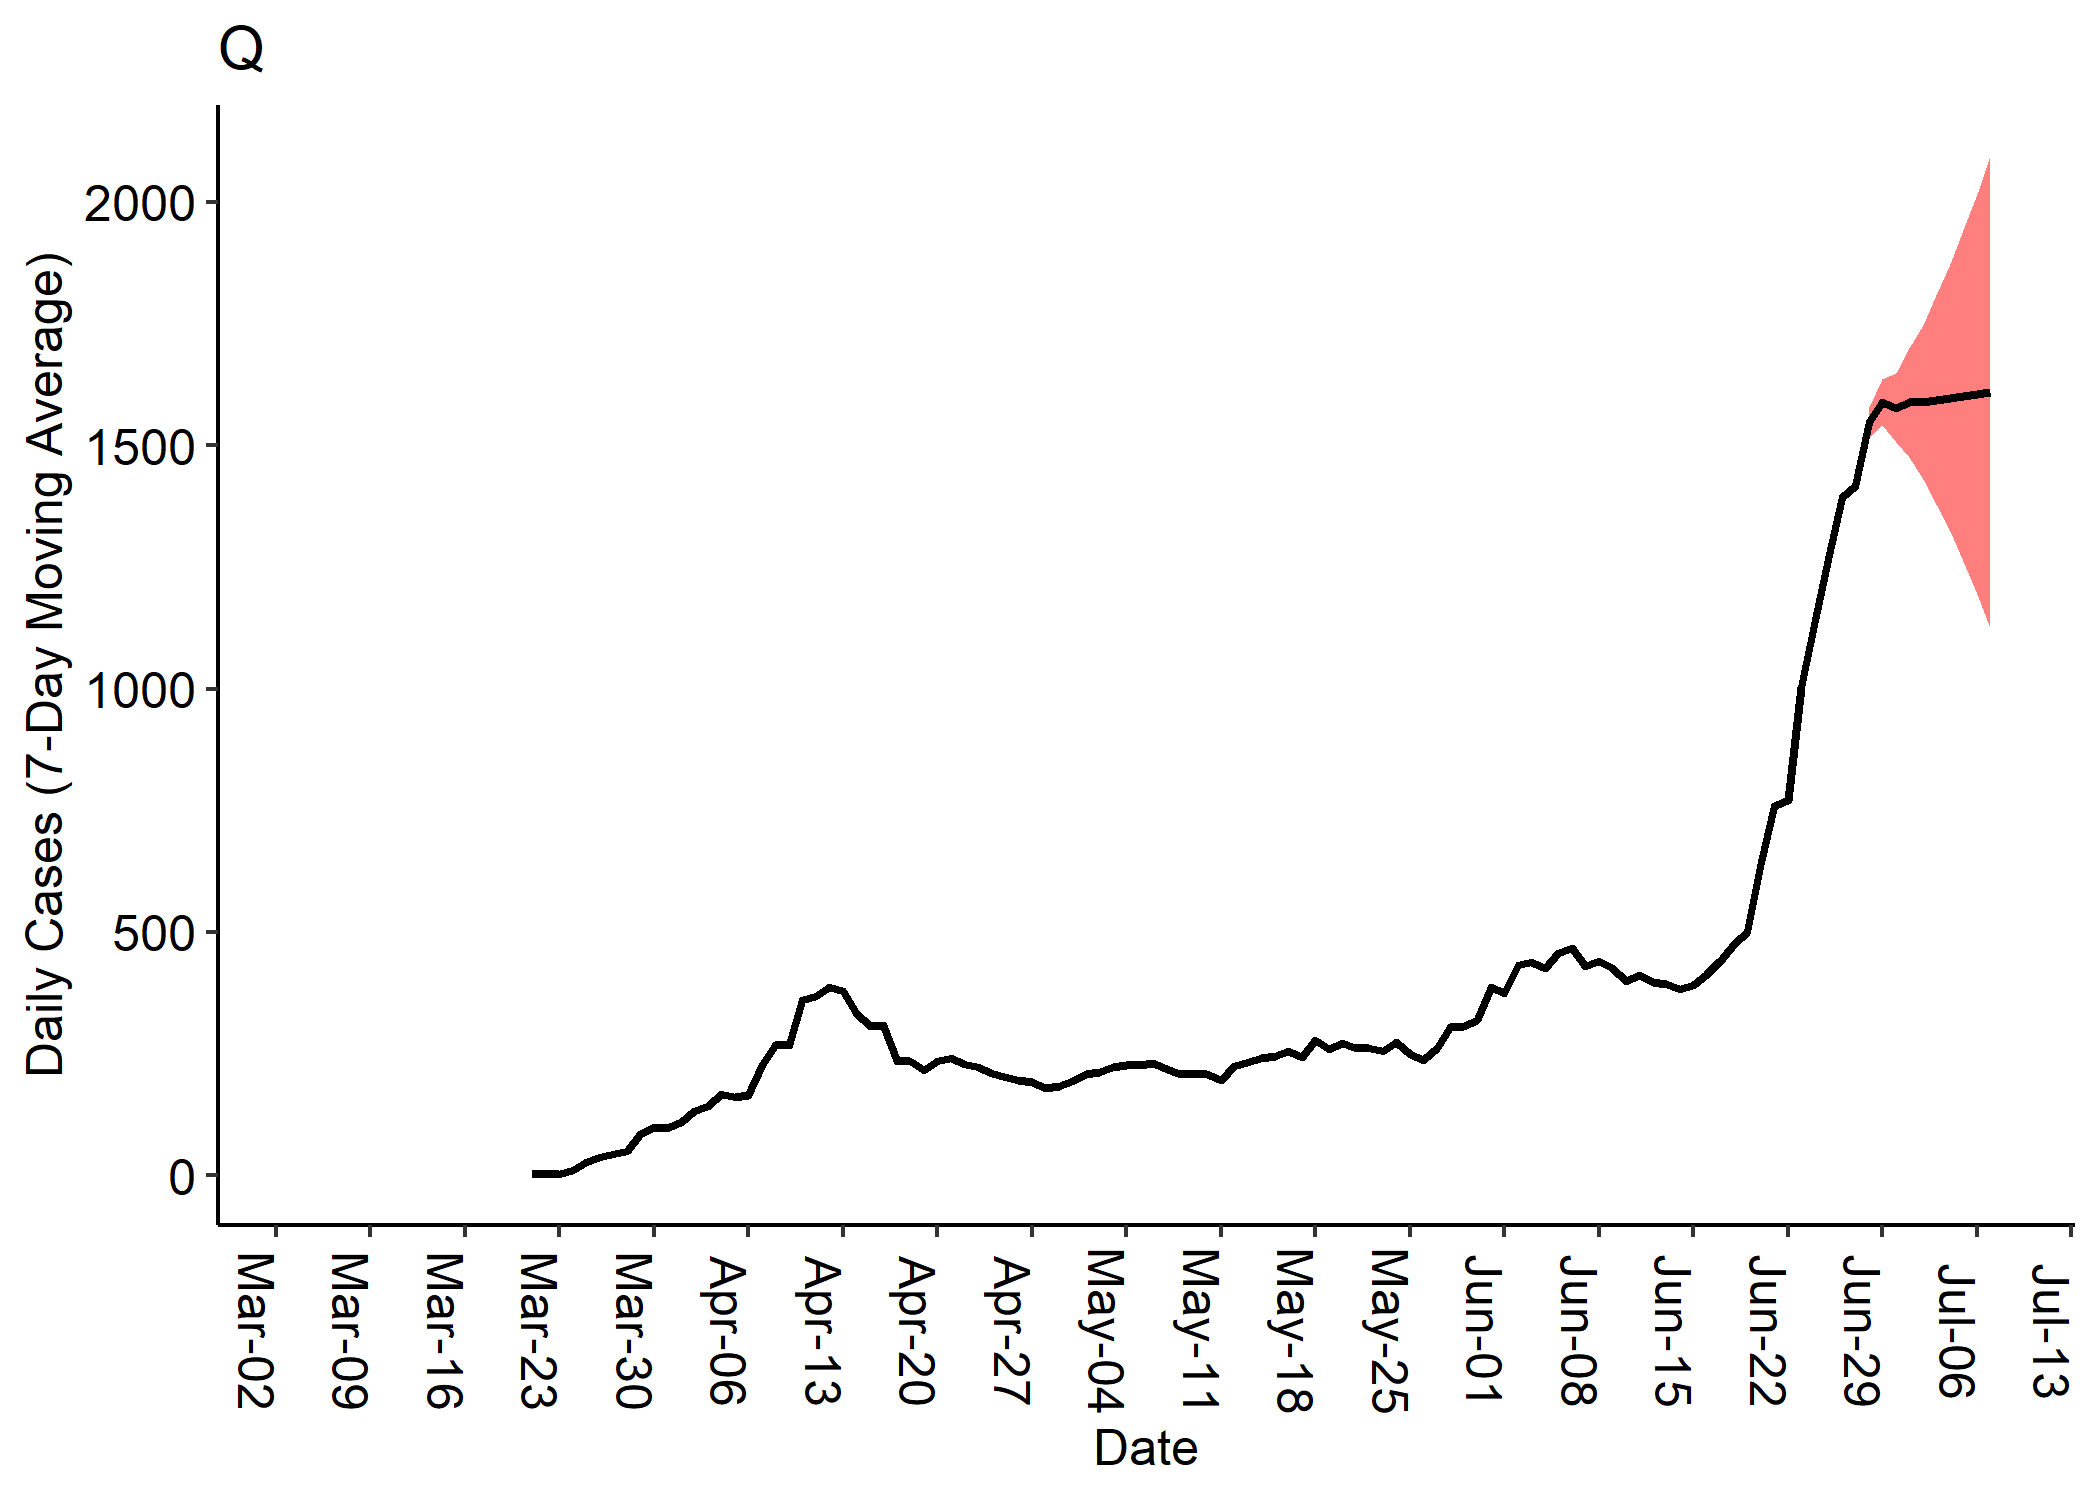 Q
Daily Cases (7-Day Moving Average)
2000
1500
1000
500
0
Mar-02
Mar-09
Mar-16
Mar-23
Mar-30
Apr-06
Apr-13
Apr-20
Apr-27
May-04
May-11
May-18
May-25
Jun-01
Jun-08
Jun-15
Jun-22
Jun-29
Jul-06
Jul-13
Date